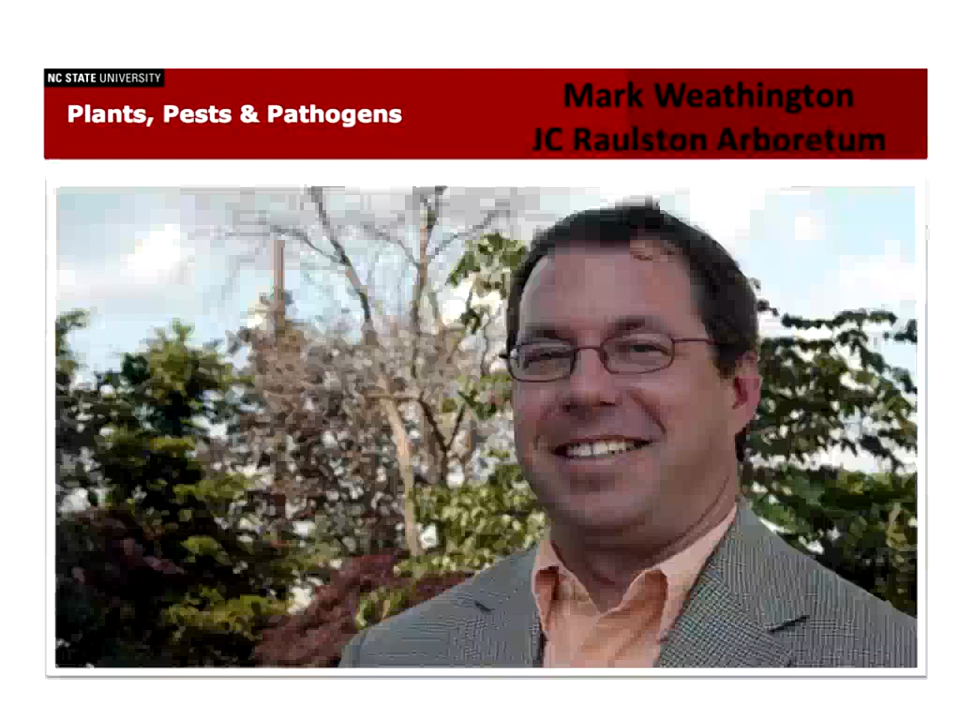 NC STATE UNIVERSITY
Plants, Pests & Pathogens
Mark Weathington
JC Raulston Arboretum